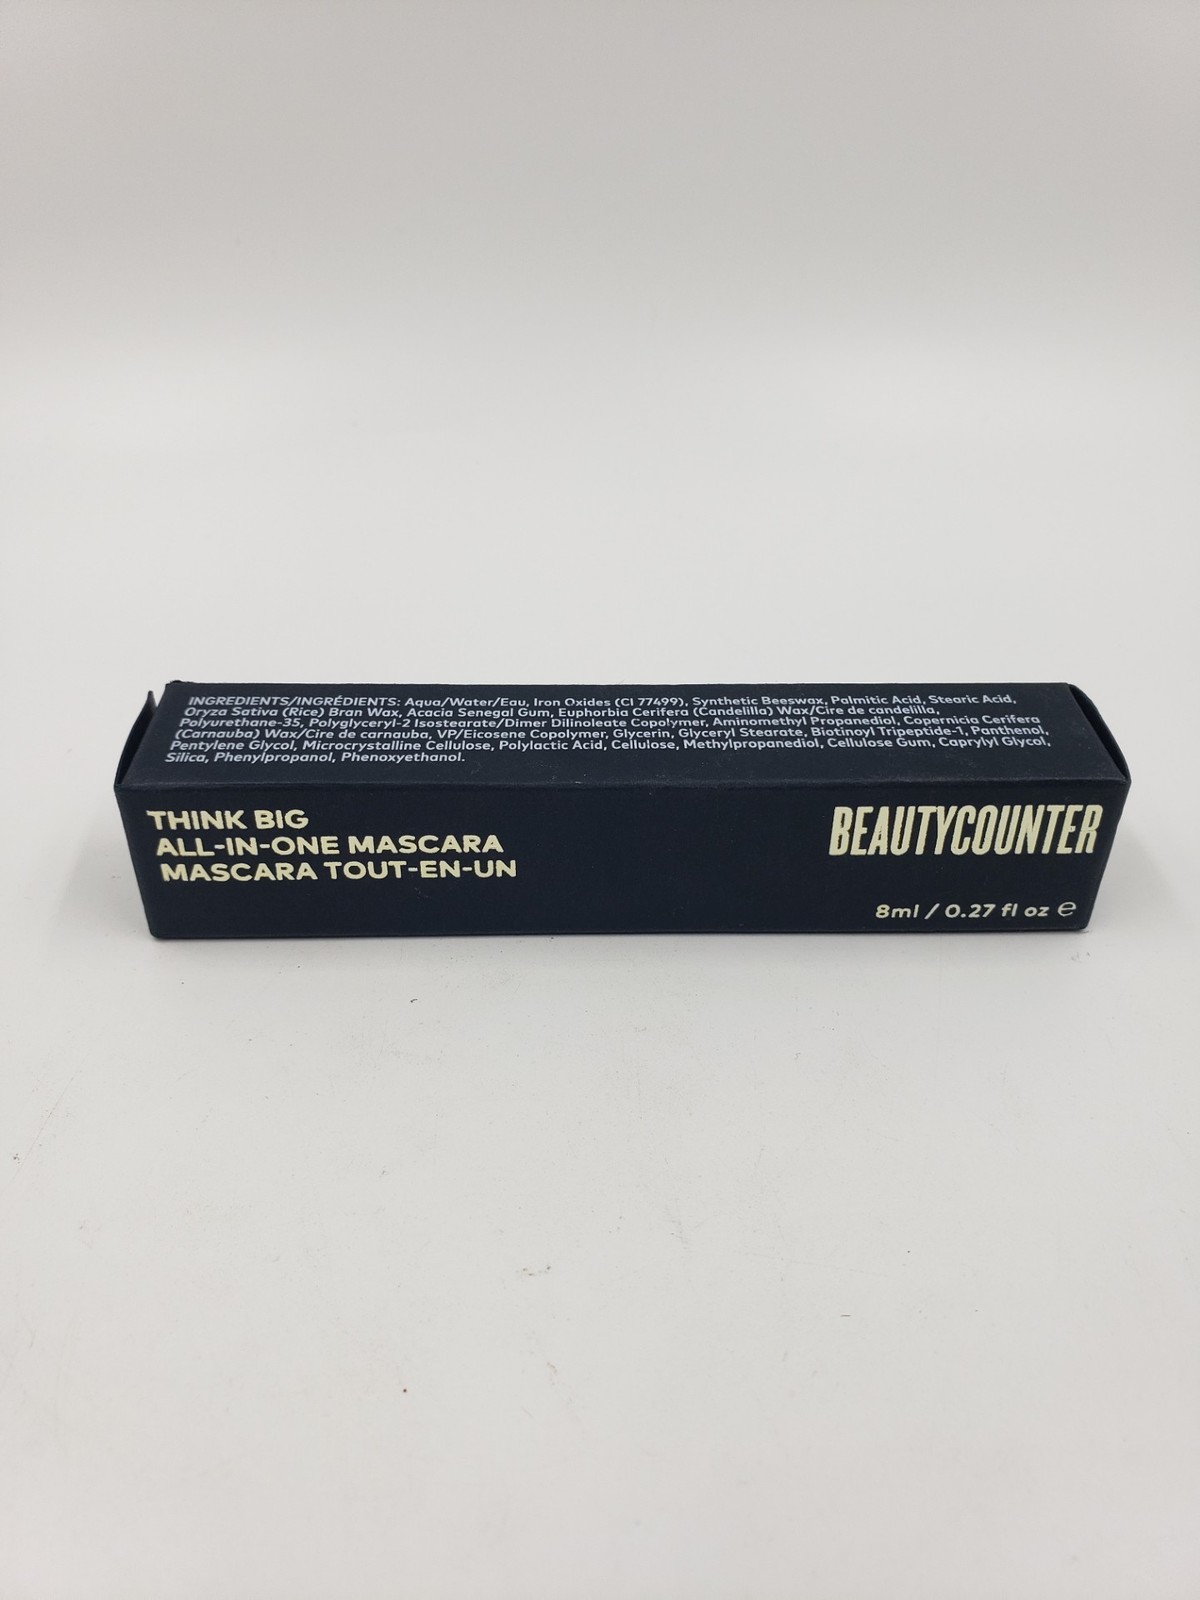 INGREDIENTS/INGRÉDIENTS: Aqua/Water/Eau, Iron Oxides (CI 77499), Synthetic Beeswax, Palmitic Acid, Stearic Acid,
Oryza Sativa (Rice) Bran Wax, Acacia Senegal Gum, Euphorbia Cerifera (Candelilla) Wax/Cire de candelilla,
Polyurethane-35, Polyglyceryl-2 Isostearate/Dimer Dilinoleate Copolymer, Aminomethyl Propanediol, Copernicia Cerifera
(Carnauba) Wax/Cire de carnauba, VP/Eicosene Copolymer, Glycerin, Glyceryl Stearate, Biotinoyl Tripeptide-1, Panthenol,
Pentylene Glycol, Microcrystalline Cellulose, Polylactic Acid, Cellulose, Methylpropanediol, Cellulose Gum, Caprylyl Glycol,
Silica, Phenylpropanol, Phenoxyethanol.
THINK BIG
ALL-IN-ONE MASCARA
MASCARA TOUT-EN-UN
BEAUTYCOUNTER
8ml / 0.27 fl oz e